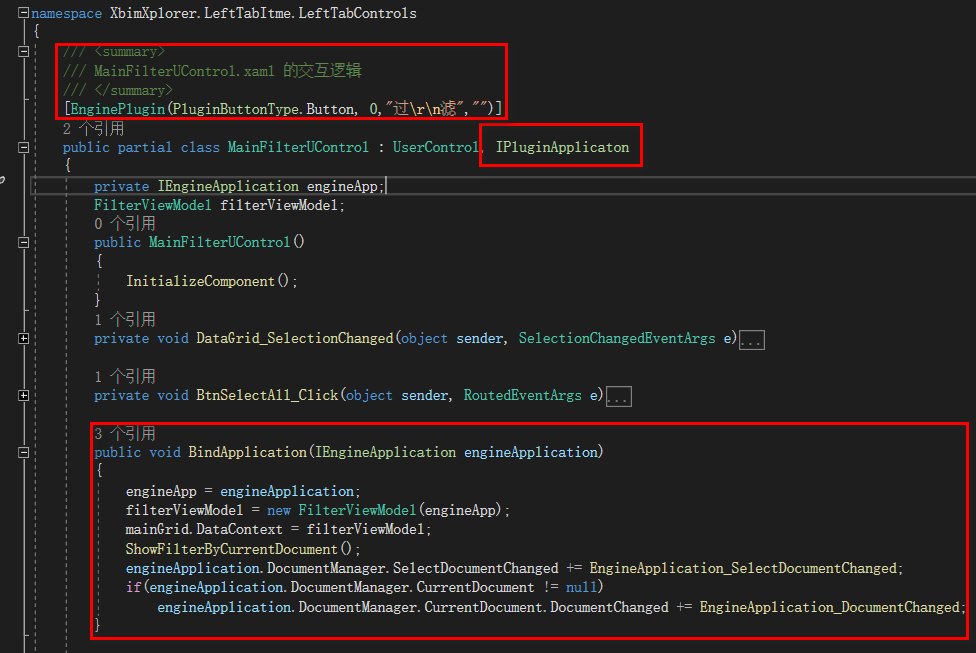 namespace XbimXplorer.LeftTabItme.LeftTabControls
{
/// <summary>
/// MainFilterUControl.xaml 的交互逻辑
/// </summary>
[EnginePlugin(PluginButtonType.Button, 0,"过\r\n滤","")]
2 个引用
public partial class MainFilterUControl : UserControl, IPluginApplicaton
{
private IEngineApplication engineApp;
FilterViewModel filterViewModel;
0 个引用
public MainFilterUControl()
{
InitializeComponent();
}
1 个引用
private void DataGrid_SelectionChanged(object sender, SelectionChangedEventArgs e)...
1 个引用
private void BtnSelectAll_Click(object sender, RoutedEventArgs e)...
3 个引用
public void BindApplication(IEngineApplication engineApplication)
{
engineApp = engineApplication;
filterViewModel = new FilterViewModel(engineApp);
mainGrid.DataContext = filterViewModel;
ShowFilterByCurrentDocument();
engineApplication.DocumentManager.SelectDocumentChanged += EngineApplication_SelectDocumentChanged;
if(engineApplication.DocumentManager.CurrentDocument != null)
engineApplication.DocumentManager.CurrentDocument.DocumentChanged += EngineApplication_DocumentChanged;
}